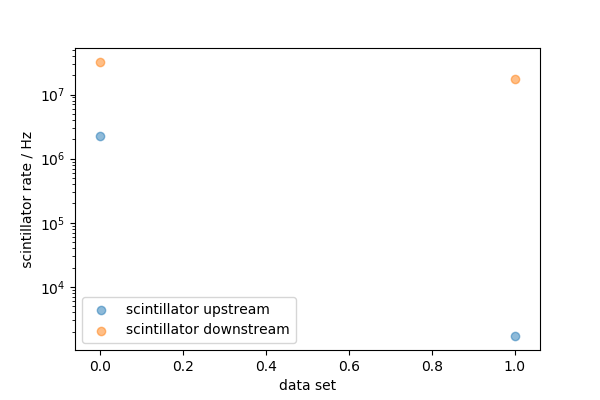 scintillator rate / Hz
10^7
10^6
10^5
10^4
scintillator upstream
scintillator downstream
0.0 0.2 0.4 0.6 0.8 1.0
data set